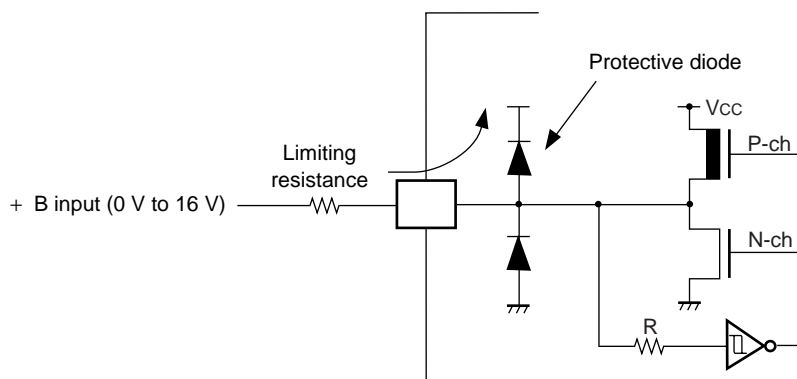 Protective diode
VCC
P-ch
Limiting
resistance
+ B input (0 V to 16 V)
N-ch
R